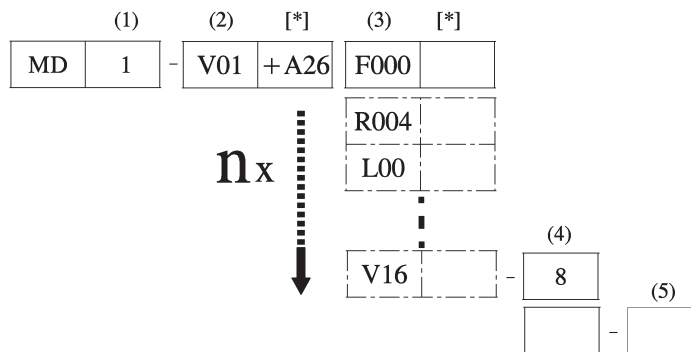 (1) (2) [*] (3) [*]
MD 1 - V01 +A26 F000
R004
nx
L00
(4)
V16 - 8
(5)
-